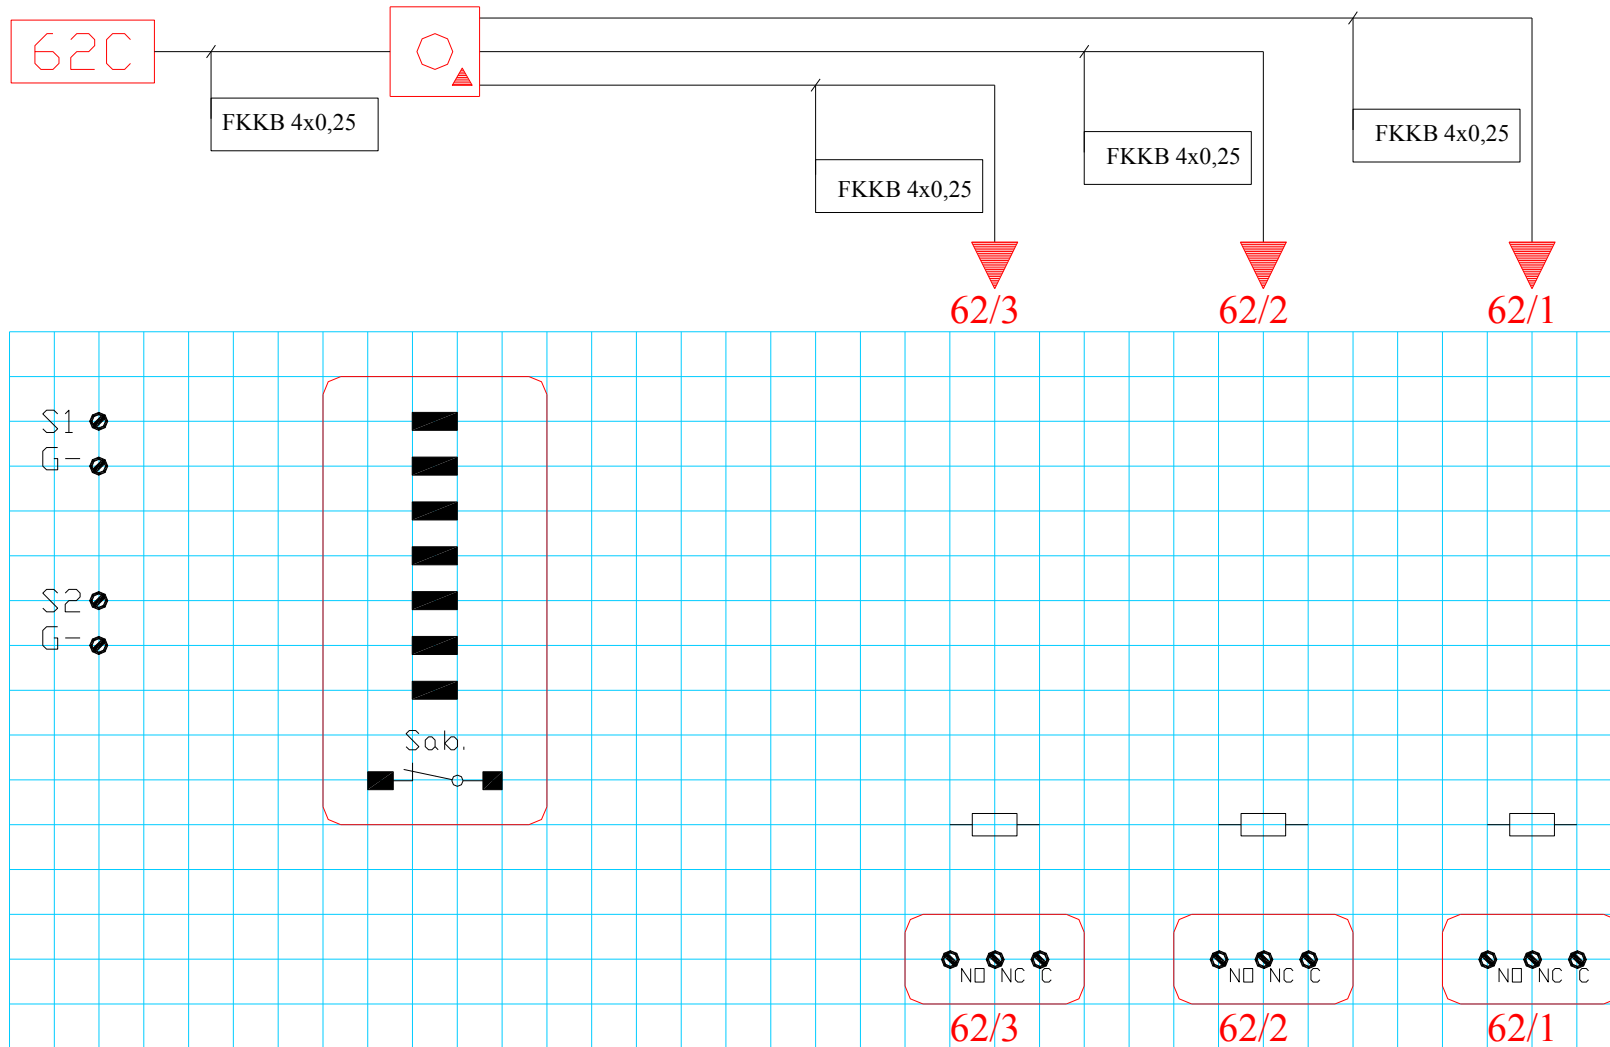 62C
FKKB 4x0,25
FKKB 4x0,25
FKKB 4x0,25
FKKB 4x0,25
62/3
62/2
62/1
S1
G-
S2
G-
Sab.
NO NC C
NO NC C
NO NC C
62/3
62/2
62/1